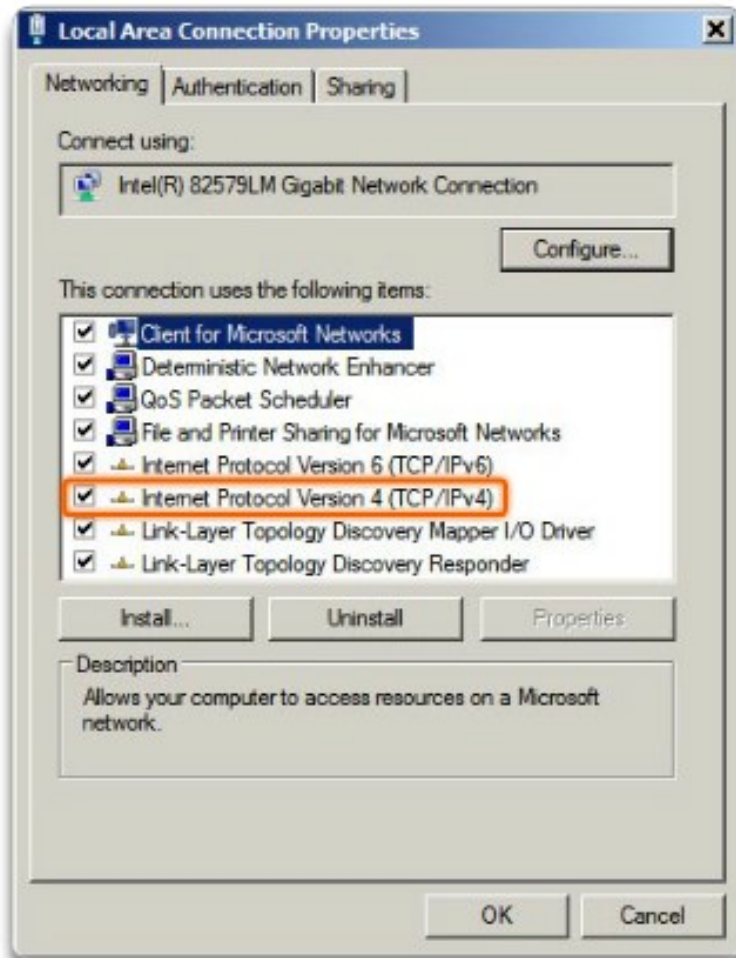 Local Area Connection Properties
Networking Authentication Sharing
Connect using:
Intel(R) 82579LM Gigabit Network Connection
Configure...
This connection uses the following items:
Client for Microsoft Networks
Deterministic Network Enhancer
QoS Packet Scheduler
File and Printer Sharing for Microsoft Networks
Internet Protocol Version 6 (TCP/IPv6)
Internet Protocol Version 4 (TCP/IPv4)
Link-Layer Topology Discovery Mapper I/O Driver
Link-Layer Topology Discovery Responder
Install... Uninstall Properties
Description
Allows your computer to access resources on a Microsoft
network.
OK Cancel